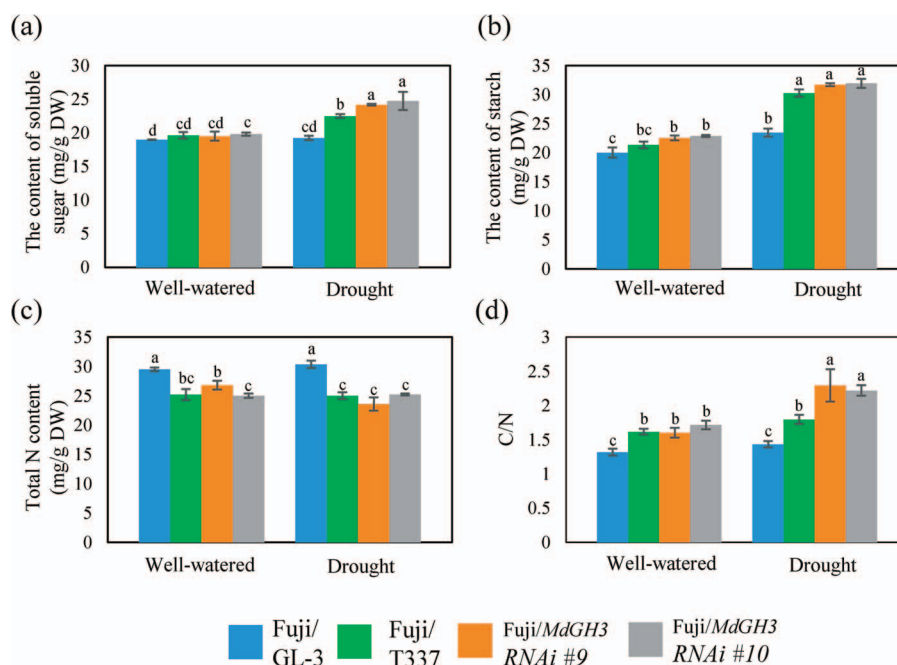 (a)
The content of soluble
sugar (mg/g DW)
30
25
20
15
10
5
0
d
cd
cd
c
cd
b
a
a
Well-watered
Drought
(b)
The content of starch
(mg/g DW)
35
30
25
20
15
10
5
0
c
bc
b
b
b
a
a
a
Well-watered
Drought
(c)
Total N content
(mg/g DW)
35
30
25
20
15
10
5
0
a
bc
b
c
a
c
c
c
Well-watered
Drought
(d)
C/N
3
2.5
2
1.5
1
0.5
0
c
b
b
b
c
b
a
a
Well-watered
Drought
Fuji/
GL-3
Fuji/
T337
Fuji/MdGH3
RNAi #9
Fuji/MdGH3
RNAi #10